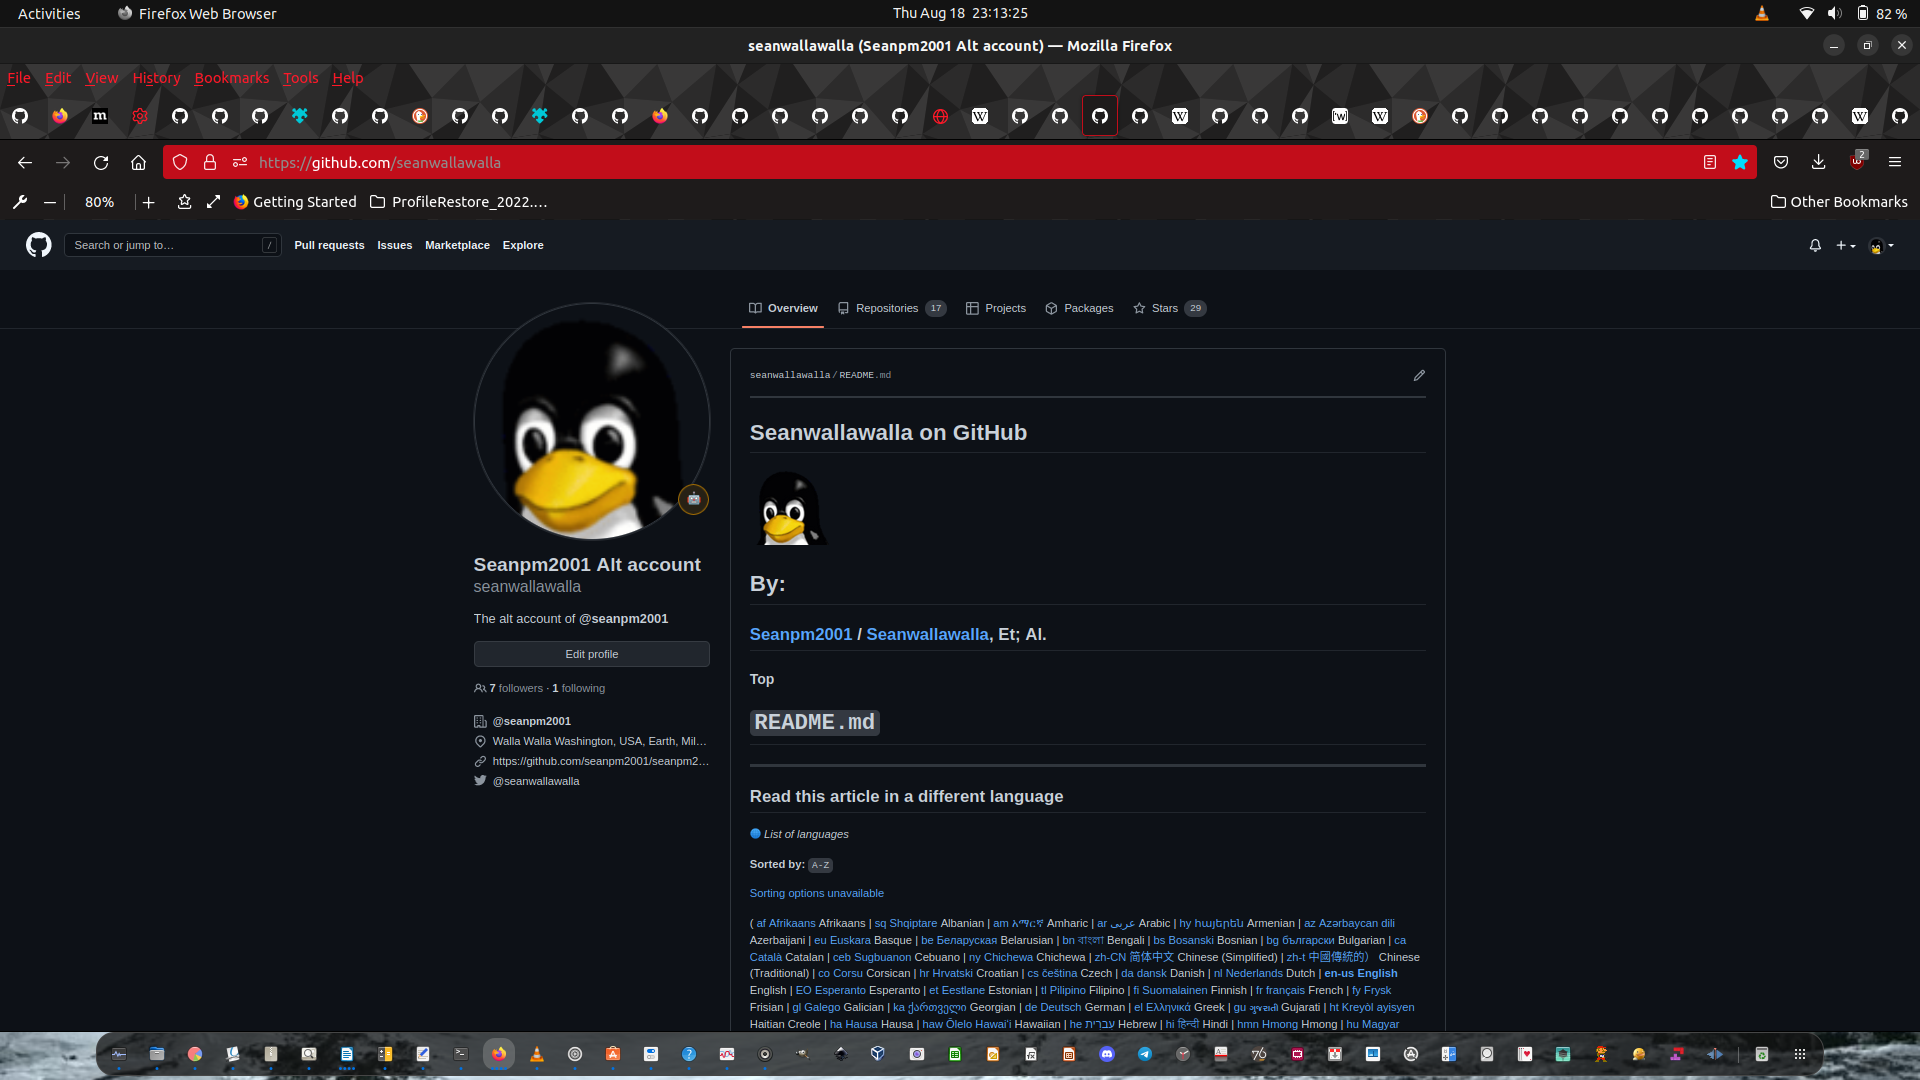 Activities Firefox Web Browser Thu Aug 18 23:13:25 82 %
seanwallawalla (Seanpm2001 Alt account) — Mozilla Firefox
File Edit View History Bookmarks Tools Help
https://github.com/seanwallawalla 2
80% Getting Started ProfileRestore_2022.… Other Bookmarks
Search or jump to… / Pull requests Issues Marketplace Explore
Overview Repositories 17 Projects Packages Stars 29
seanwallawalla/README.md
Seanwallawalla on GitHub
Seanpm2001 Alt account
seanwallawalla
The alt account of @seanpm2001
Edit profile
7 followers · 1 following
@seanpm2001
Walla Walla Washington, USA, Earth, Mil…
https://github.com/seanpm2001/seanpm2…
@seanwallawalla
By:
Seanpm2001 / Seanwallawalla, Et; Al.
Top
README.md
Read this article in a different language
List of languages
Sorted by: A-Z
Sorting options unavailable
( af Afrikaans Afrikaans | sq Shqiptare Albanian | am አማርኛ Amharic | ar عربى Arabic | hy հայերեն Armenian | az Azərbaycan dili
Azerbaijani | eu Euskara Basque | be Беларуская Belarusian | bn বাংলা Bengali | bs Bosanski Bosnian | bg български Bulgarian | ca
Català Catalan | ceb Sugbuanon Cebuano | ny Chichewa Chichewa | zh-CN 简体中文 Chinese (Simplified) | zh-t 中國傳統的） Chinese
(Traditional) | co Corsu Corsican | hr Hrvatski Croatian | cs čeština Czech | da dansk Danish | nl Nederlands Dutch | en-us English
English | EO Esperanto Esperanto | et Eestlane Estonian | tl Pilipino Filipino | fi Suomalainen Finnish | fr français French | fy Frysk
Frisian | gl Galego Galician | ka ქართველი Georgian | de Deutsch German | el Ελληνικά Greek | gu ગુજરાતી Gujarati | ht Kreyòl ayisyen
Haitian Creole | ha Hausa Hausa | haw Ōlelo Hawaiʻi Hawaiian | he עִברִית Hebrew | hi हिन्दी Hindi | hmn Hmong Hmong | hu Magyar